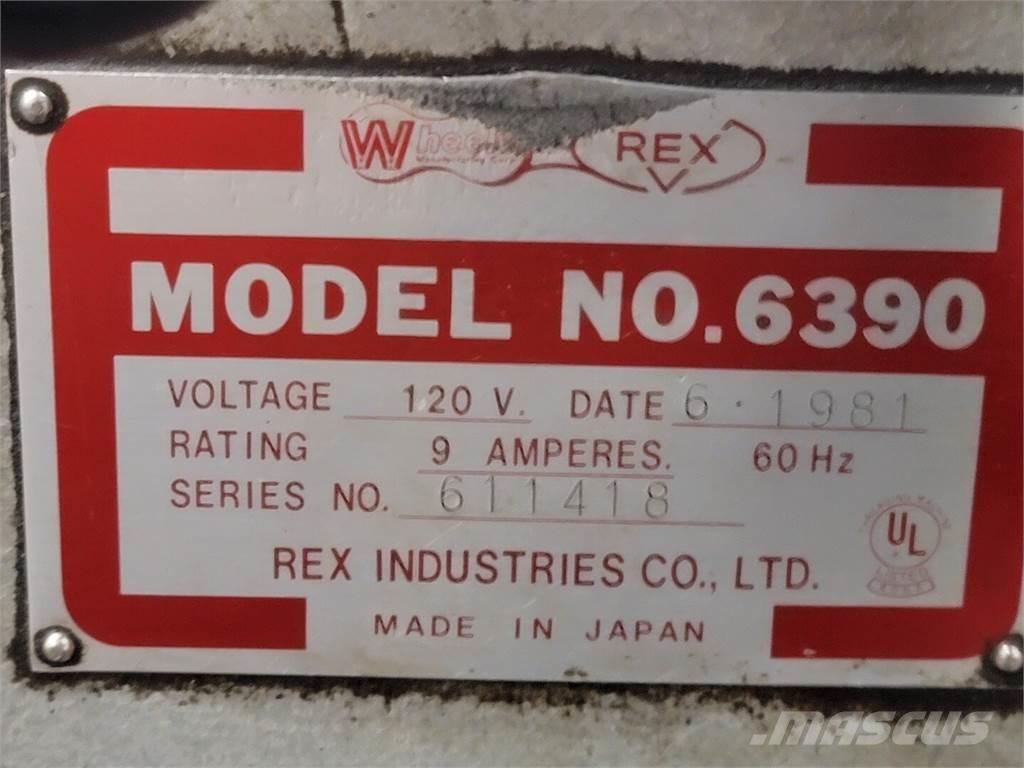 REX
MODEL NO. 6390
VOLTAGE 120 V. DATE 6 · 1981
RATING 9 AMPERES. 60 Hz
SERIES NO. 611418
UL
LISTED
REX INDUSTRIES CO., LTD.
MADE IN JAPAN
MASCUS